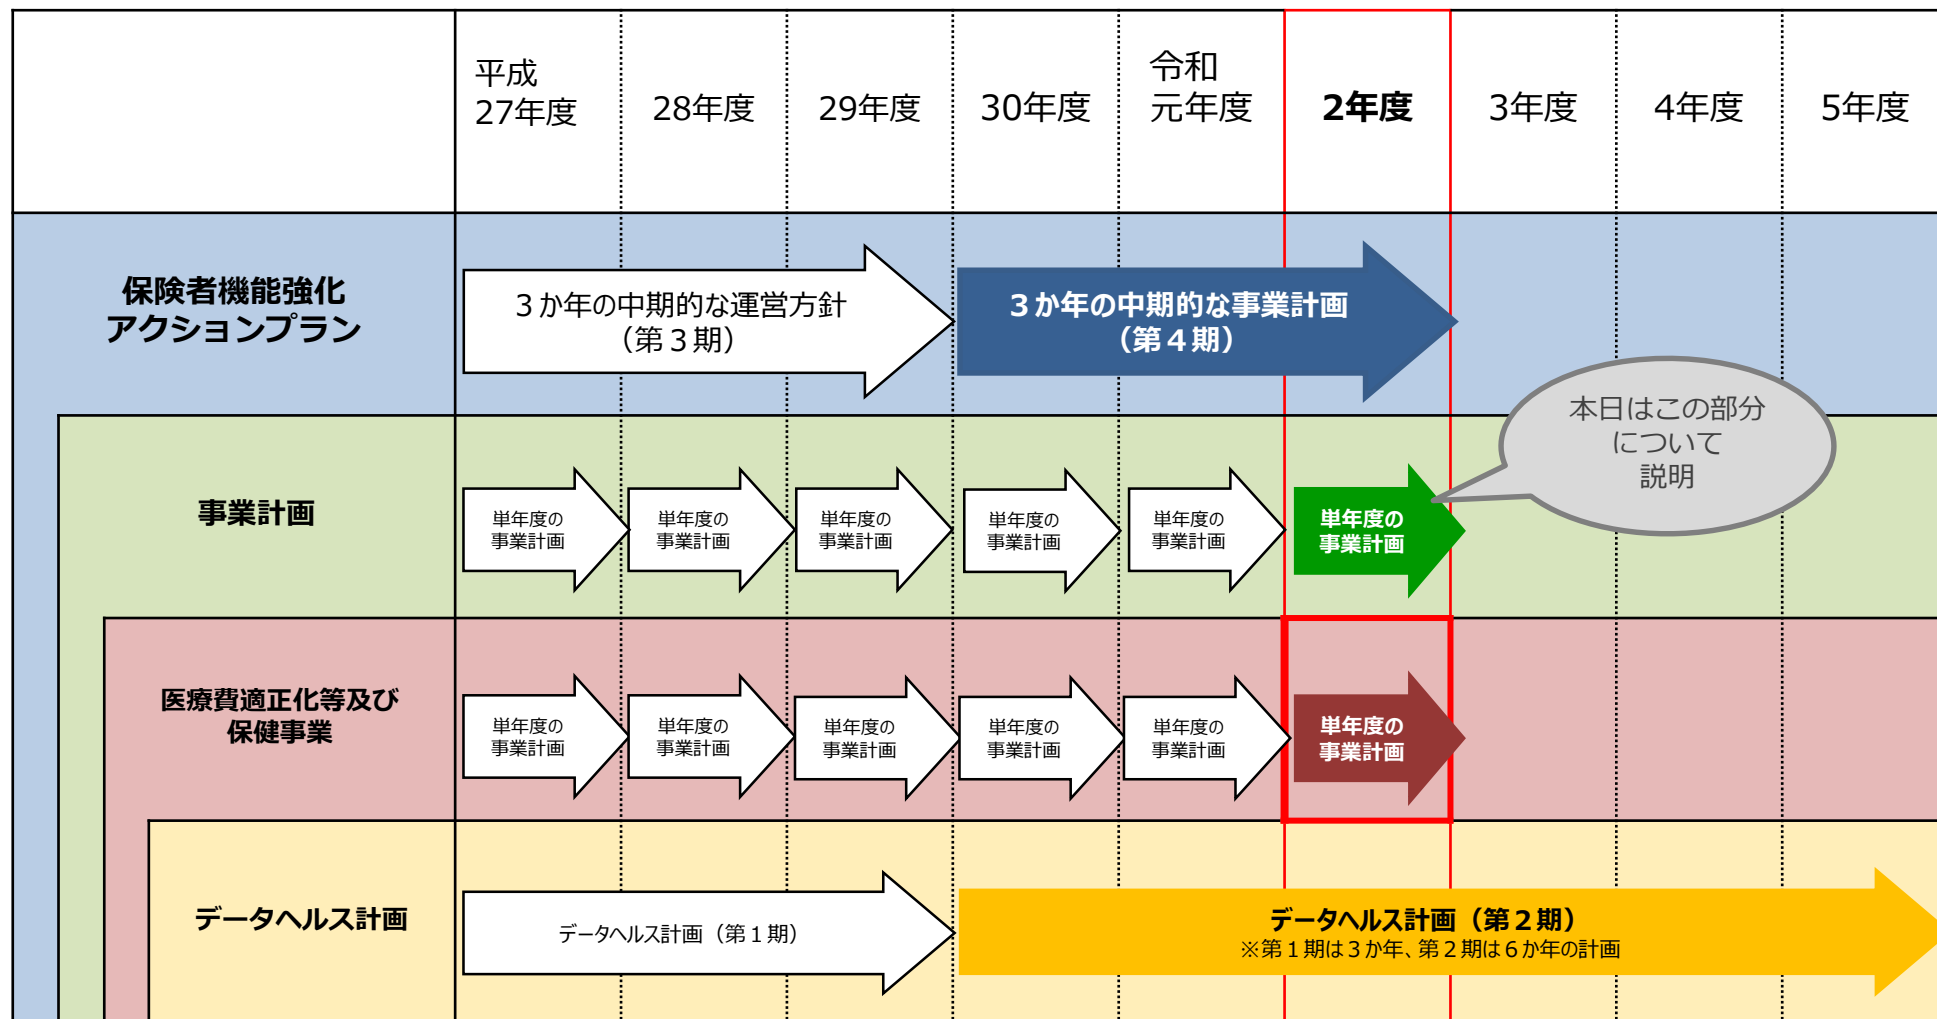 平成
27年度
28年度
29年度
30年度
令和
元年度
2年度
3年度
4年度
5年度
保険者機能強化
アクションプラン
３か年の中期的な運営方針
（第３期）
３か年の中期的な事業計画
（第４期）
本日はこの部分
について
説明
事業計画
単年度の
事業計画
単年度の
事業計画
単年度の
事業計画
単年度の
事業計画
単年度の
事業計画
単年度の
事業計画
医療費適正化等及び
保健事業
単年度の
事業計画
単年度の
事業計画
単年度の
事業計画
単年度の
事業計画
単年度の
事業計画
単年度の
事業計画
データヘルス計画
データヘルス計画（第１期）
データヘルス計画（第２期）
※第１期は３か年、第２期は６か年の計画